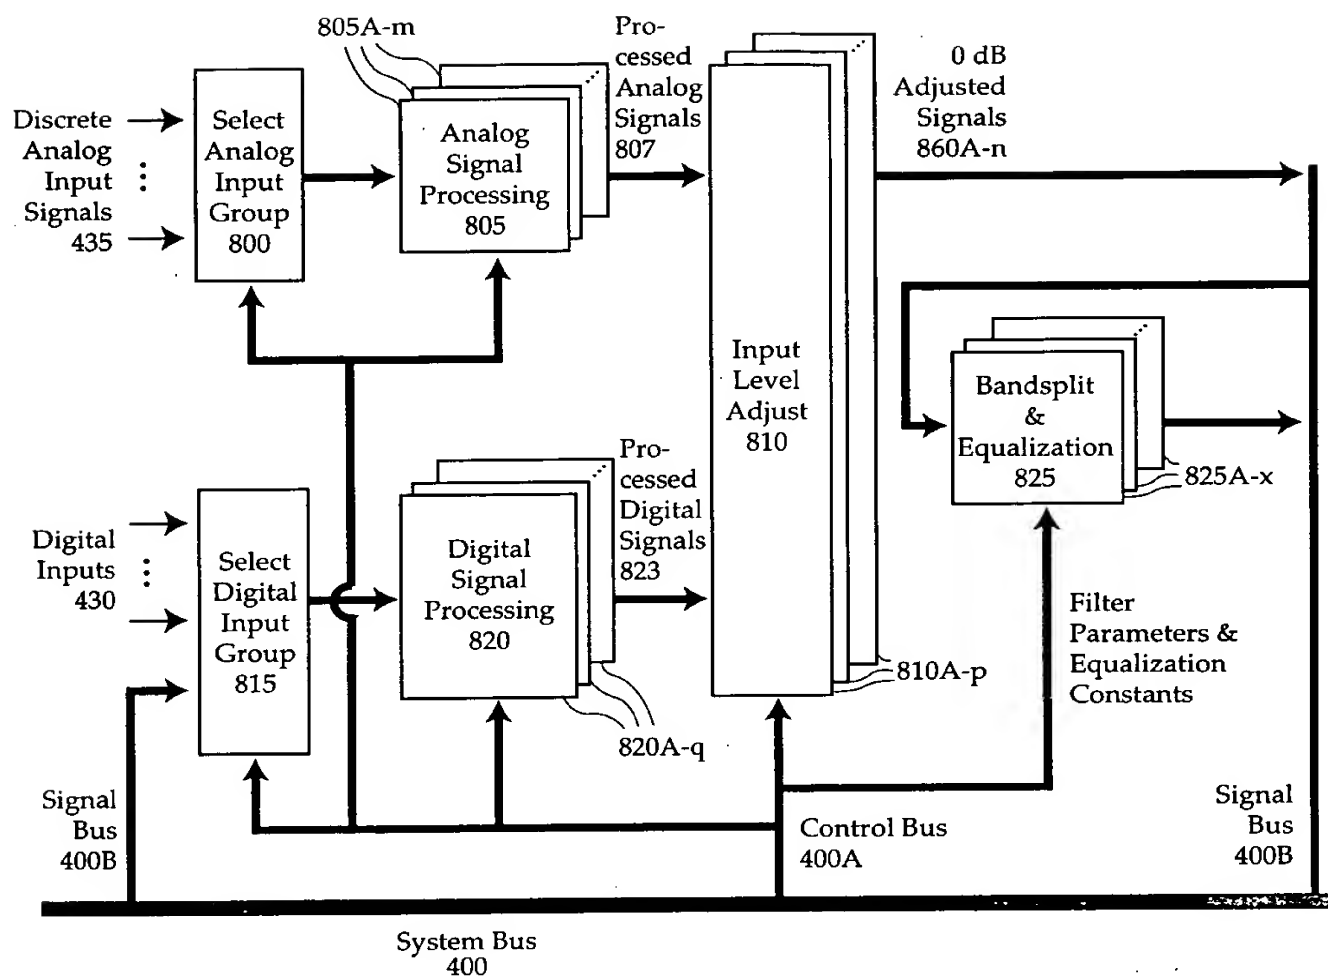 805A-m
Pro-
cessed
Analog
Signals
807
0 dB
Adjusted
Signals
860A-n
Discrete
Analog
Input
Signals
435
Select
Analog
Input
Group
800
Analog
Signal
Processing
805
Input
Level
Adjust
810
Bandsplit
&
Equalization
825
825A-x
Pro-
cessed
Digital
Signals
823
Digital
Inputs
430
Select
Digital
Input
Group
815
Digital
Signal
Processing
820
820A-q
810A-p
Filter
Parameters &
Equalization
Constants
Signal
Bus
400B
Control Bus
400A
Signal
Bus
400B
System Bus
400